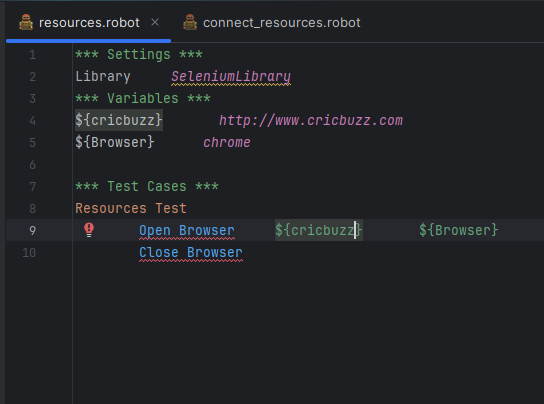 resources.robot × connect_resources.robot
1 *** Settings ***
2 Library SeleniumLibrary
3 *** Variables ***
4 ${cricbuzz} http://www.cricbuzz.com
5 ${Browser} chrome
6
7 *** Test Cases ***
8 Resources Test
9 Open Browser ${cricbuzz} ${Browser}
10 Close Browser